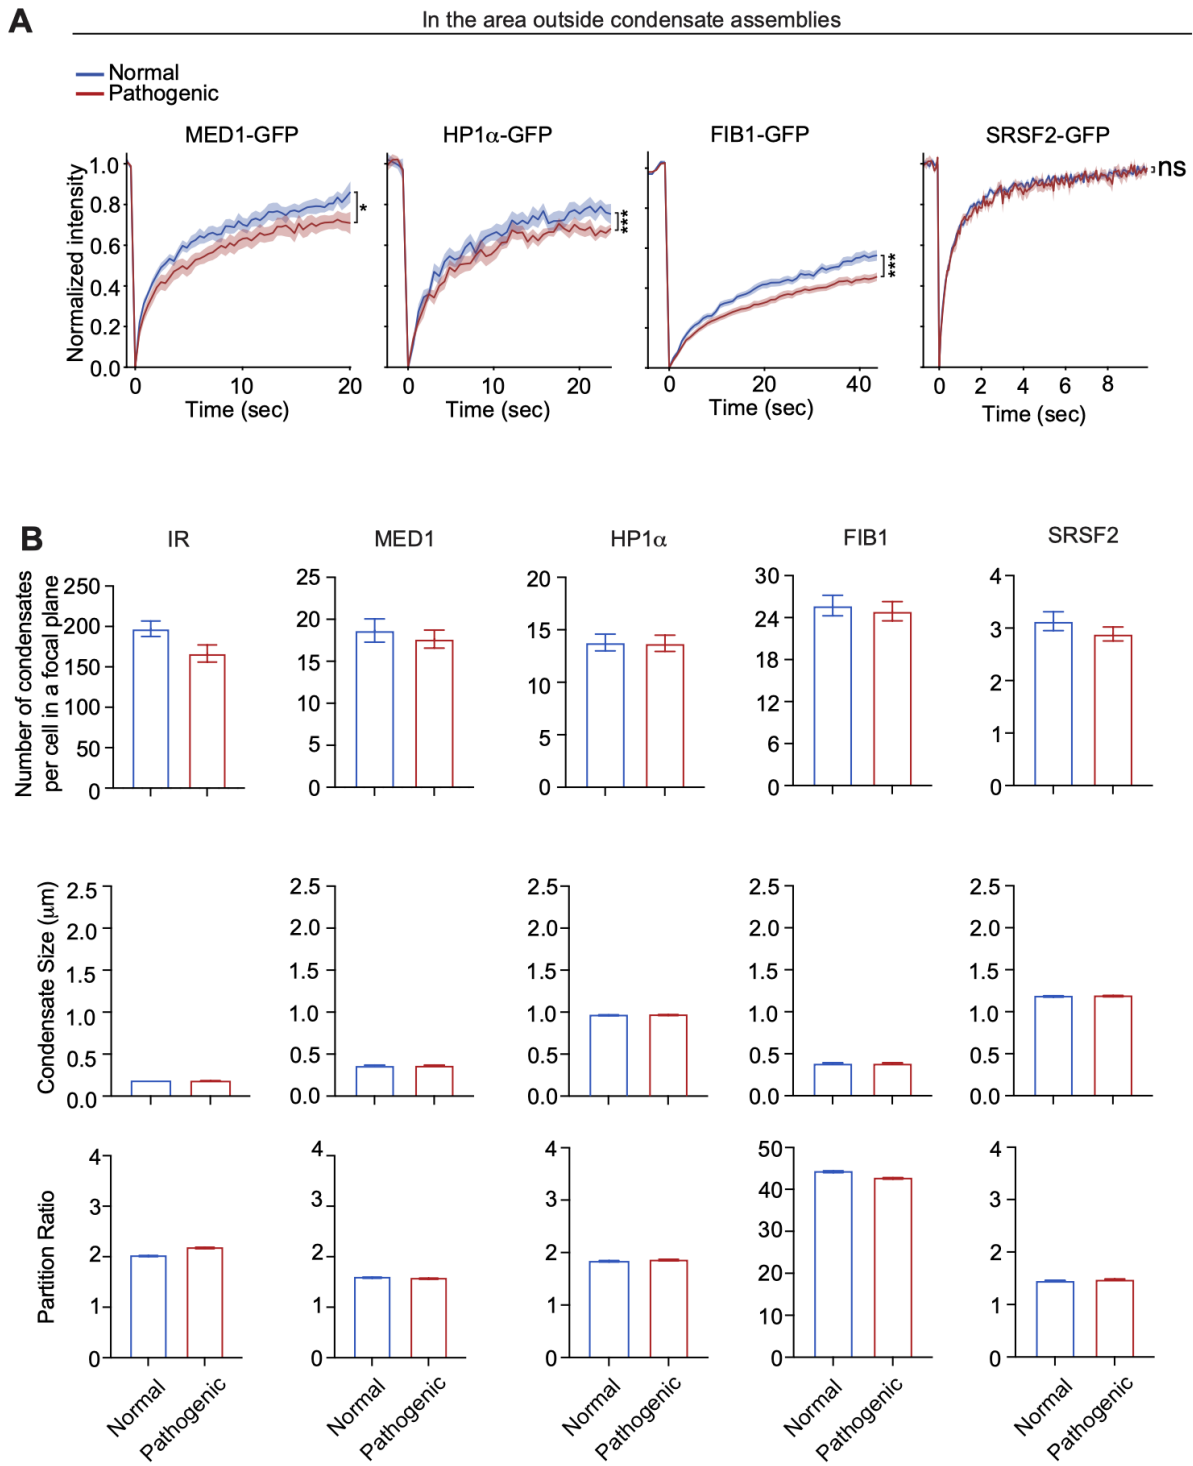 A
In the area outside condensate assemblies
Normal
Pathogenic
MED1-GFP
HP1α-GFP
FIB1-GFP
SRSF2-GFP
Normalized intensity
1.0
0.8
0.6
0.4
0.2
0.0
*
***
***
ns
0 10 20
0 10 20
0 20 40
0 2 4 6 8
Time (sec)
Time (sec)
Time (sec)
Time (sec)
B
IR
MED1
HP1α
FIB1
SRSF2
Number of condensates
per cell in a focal plane
250
200
150
100
50
0
25
20
15
10
5
0
20
15
10
5
0
30
24
18
12
6
0
4
3
2
1
0
Condensate Size (μm)
2.5
2.0
1.5
1.0
0.5
0.0
2.5
2.0
1.5
1.0
0.5
0.0
2.5
2.0
1.5
1.0
0.5
0.0
2.5
2.0
1.5
1.0
0.5
0.0
2.5
2.0
1.5
1.0
0.5
0.0
Partition Ratio
4
3
2
1
0
4
3
2
1
0
4
3
2
1
0
50
40
30
20
10
0
4
3
2
1
0
Normal
Pathogenic
Normal
Pathogenic
Normal
Pathogenic
Normal
Pathogenic
Normal
Pathogenic